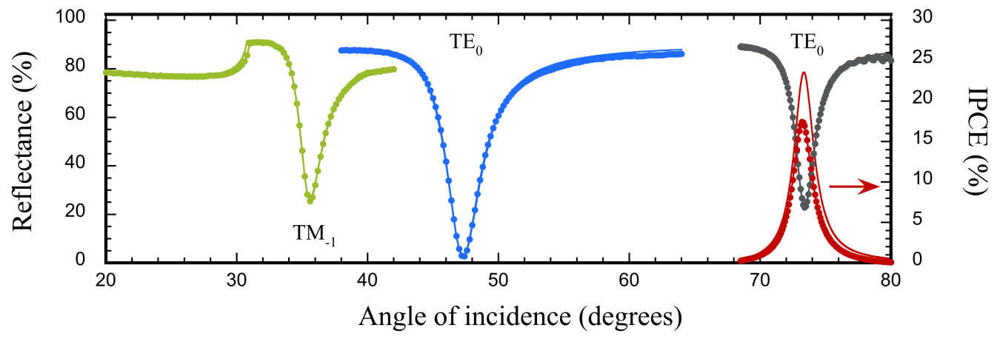 Reflectance (%)
100
80
60
40
20
0
TM-1
TE0
TE0
30
25
20
15
10
5
0
IPCE (%)
20 30 40 50 60 70 80
Angle of incidence (degrees)